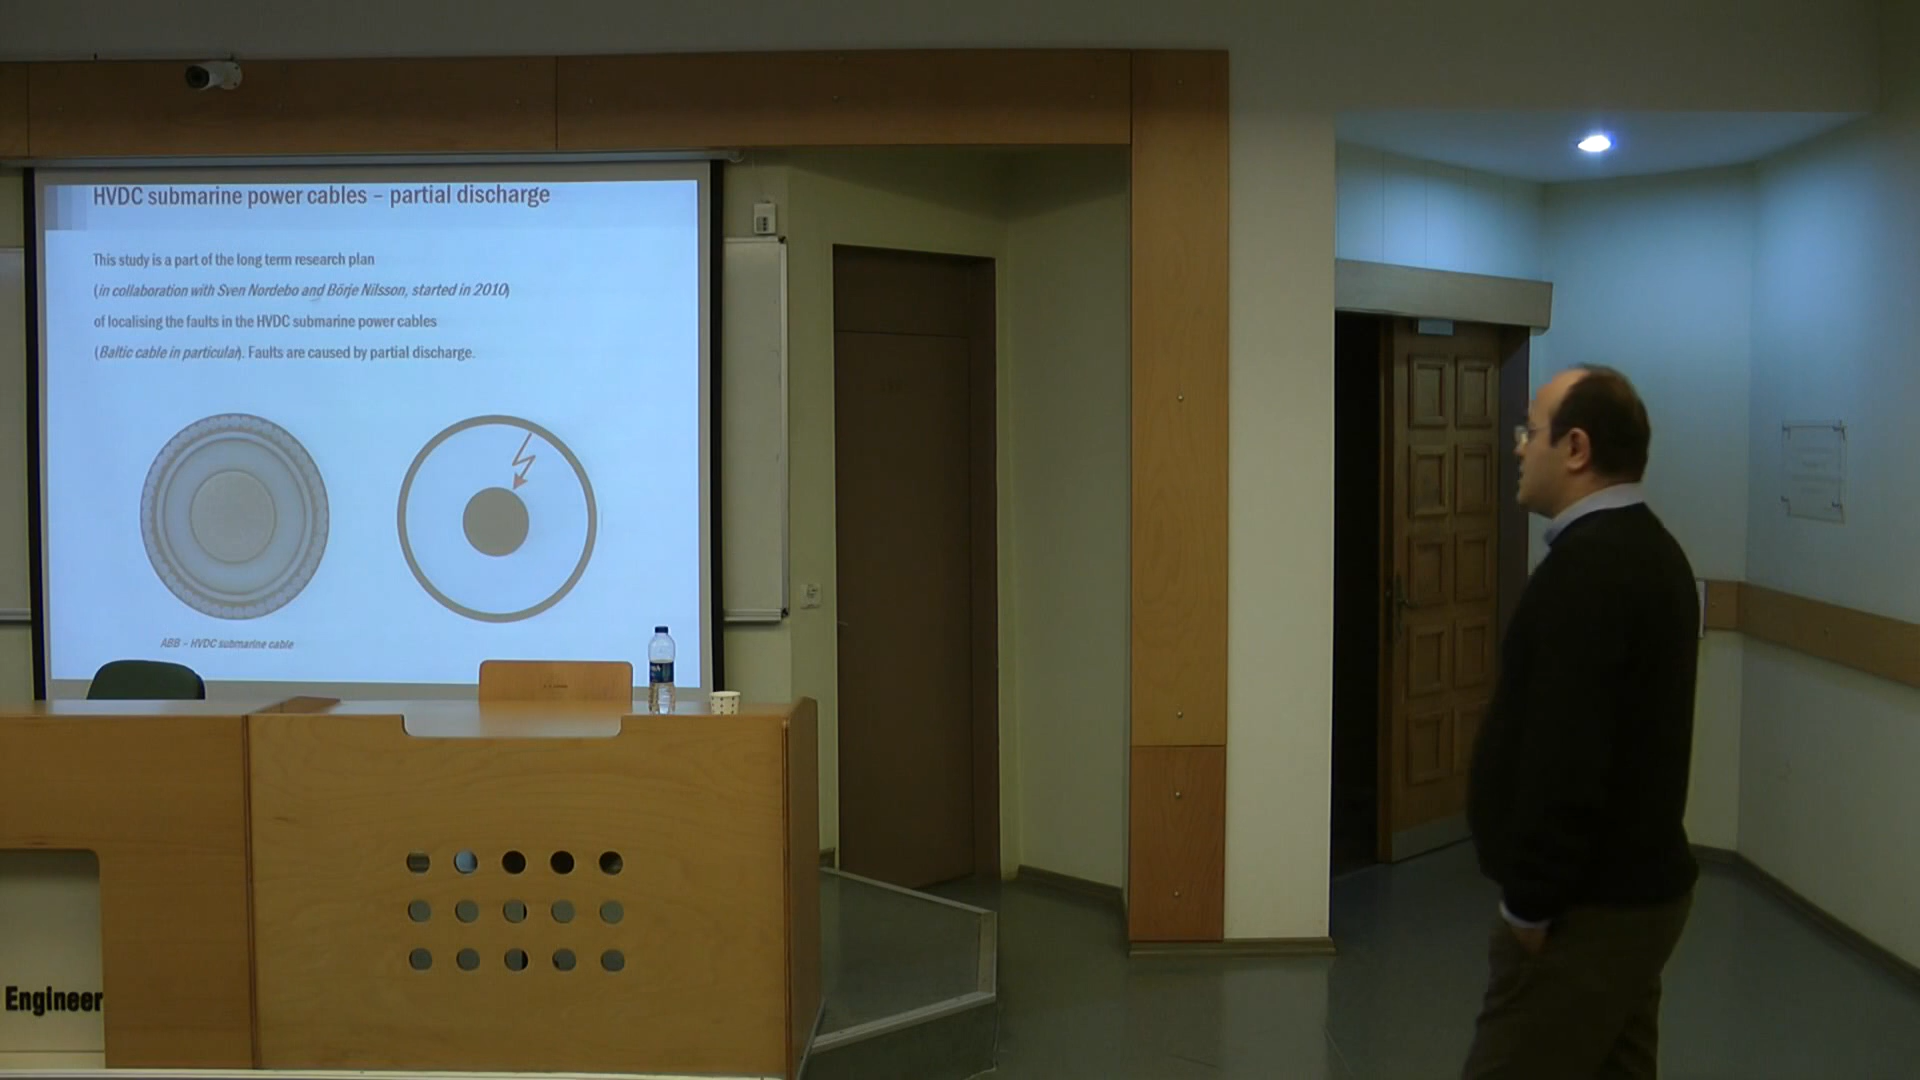 HVDC submarine power cables – partial discharge
This study is a part of the long term research plan
(in collaboration with Sven Nordebo and Börje Nilsson, started in 2010)
of localising the faults in the HVDC submarine power cables
(Baltic cable in particular). Faults are caused by partial discharge.
ABB – HVDC submarine cable
Engineer